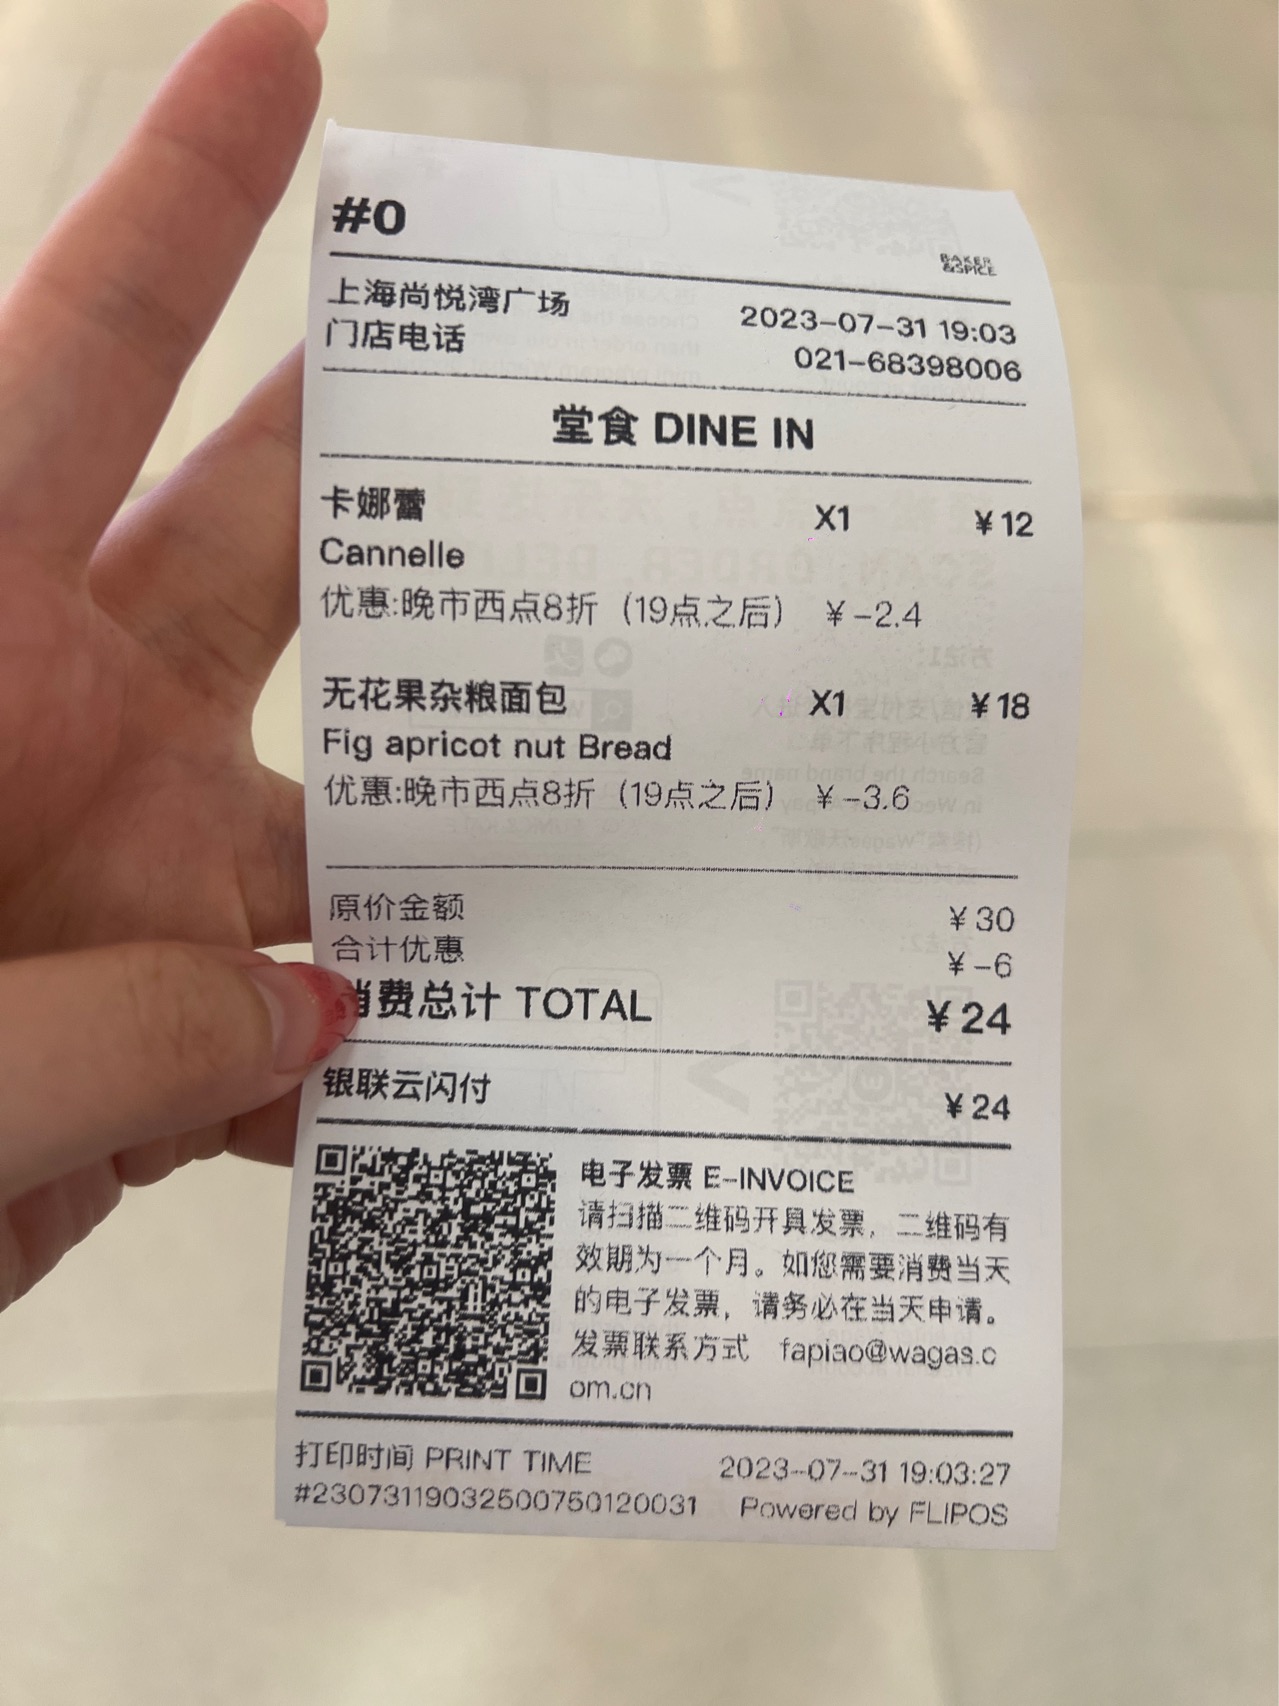 #0
BAKER
&SPICE
上海尚悦湾广场 2023-07-31 19:03
门店电话 021-68398006
堂食 DINE IN
卡娜蕾 X1 ¥12
Cannelle
优惠:晚市西点8折（19点之后） ¥-2.4
无花果杂粮面包 X1 ¥18
Fig apricot nut Bread
优惠:晚市西点8折（19点之后） ¥-3.6
原价金额 ¥30
合计优惠 ¥-6
消费总计 TOTAL ¥24
银联云闪付 ¥24
电子发票 E-INVOICE
请扫描二维码开具发票，二维码有
效期为一个月。如您需要消费当天
的电子发票，请务必在当天申请。
发票联系方式 fapiao@wagas.c
om.cn
打印时间 PRINT TIME 2023-07-31 19:03:27
#23073119032500750120031 Powered by FLIPOS